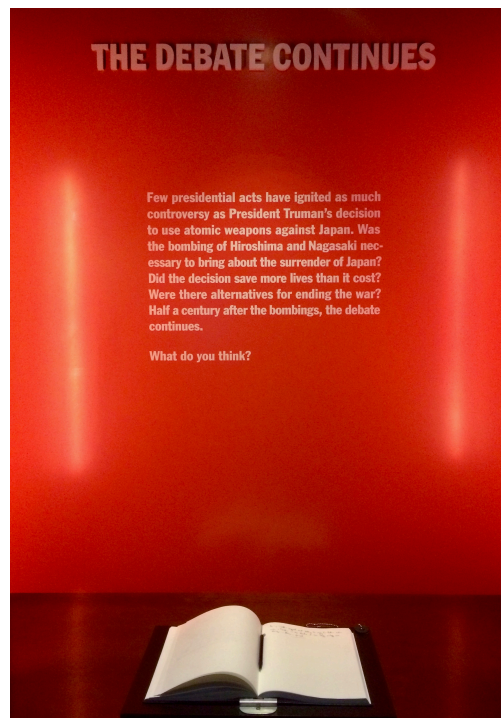 THE DEBATE CONTINUES
Few presidential acts have ignited as much
controversy as President Truman's decision
to use atomic weapons against Japan. Was
the bombing of Hiroshima and Nagasaki nec-
essary to bring about the surrender of Japan?
Did the decision save more lives than it cost?
Were there alternatives for ending the war?
Half a century after the bombings, the debate
continues.
What do you think?